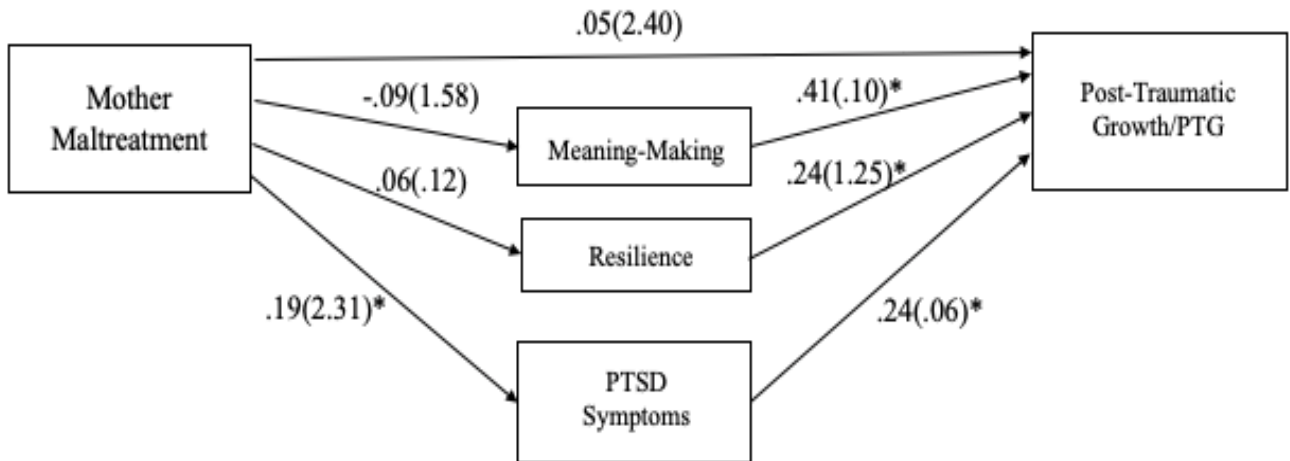 .05(2.40)
Mother
Maltreatment
-.09(1.58)
.41(.10)*
Post-Traumatic
Growth/PTG
Meaning-Making
.06(.12)
.24(1.25)*
Resilience
.19(2.31)*
.24(.06)*
PTSD
Symptoms